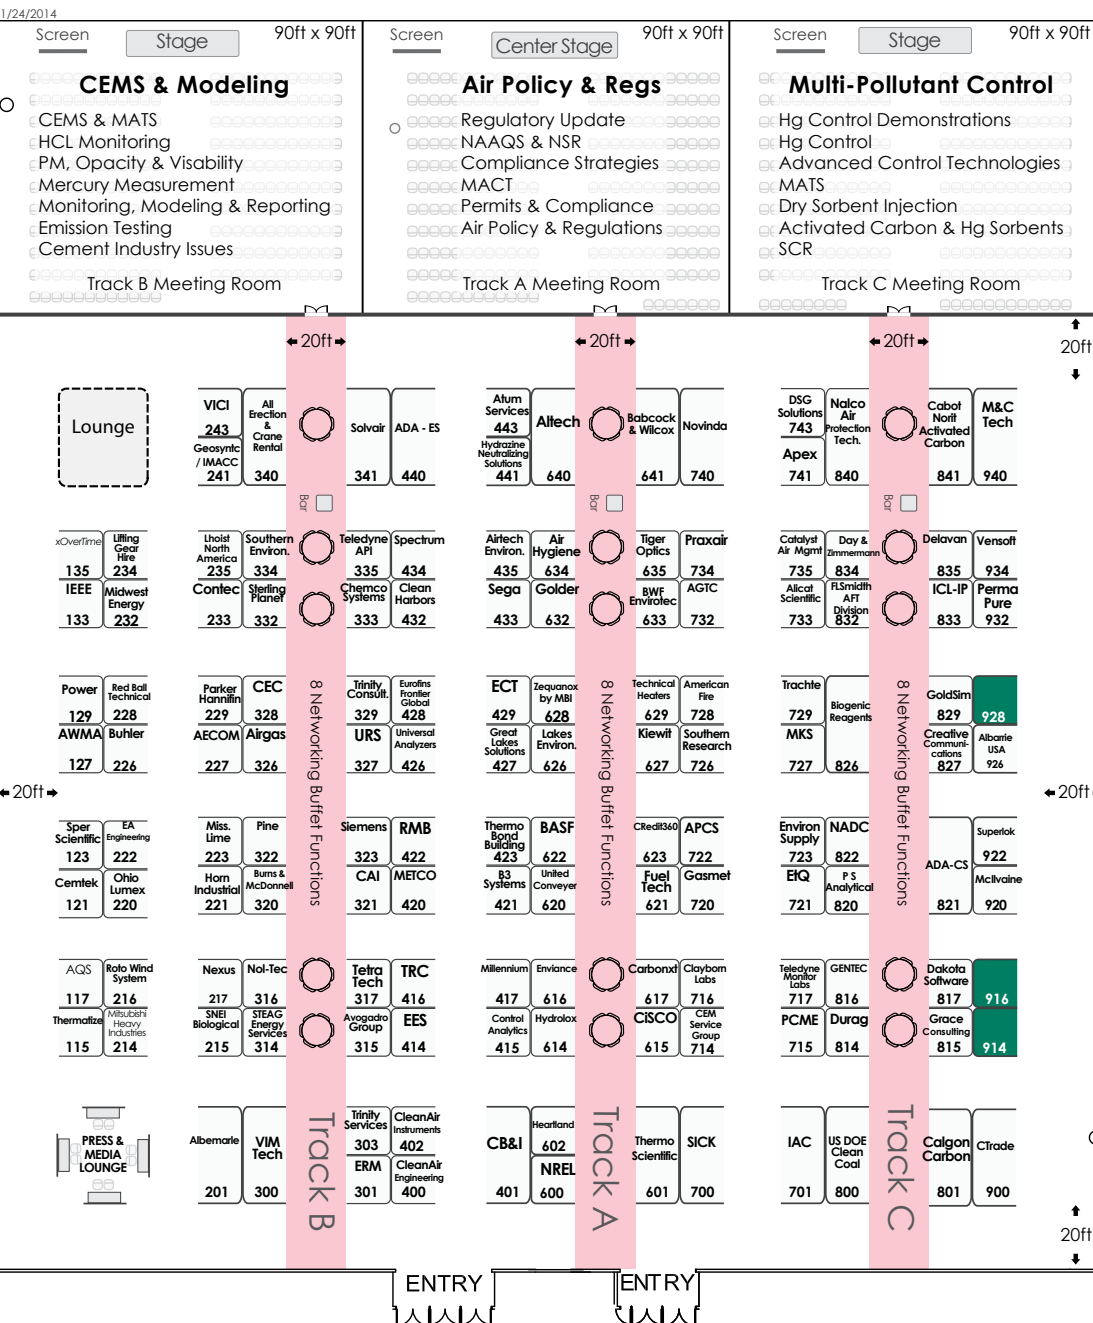 1/24/2014
Screen
Stage
90ft x 90ft
Screen
Center Stage
90ft x 90ft
Screen
Stage
90ft x 90ft
CEMS & Modeling
CEMS & MATS
HCL Monitoring
PM, Opacity & Visability
Mercury Measurement
Monitoring, Modeling & Reporting
Emission Testing
Cement Industry Issues
Track B Meeting Room
Air Policy & Regs
Regulatory Update
NAAQS & NSR
Compliance Strategies
MACT
Permits & Compliance
Air Policy & Regulations
Track A Meeting Room
Multi-Pollutant Control
Hg Control Demonstrations
Hg Control
Advanced Control Technologies
MATS
Dry Sorbent Injection
Activated Carbon & Hg Sorbents
SCR
Track C Meeting Room
20ft
20ft
20ft
20ft
Lounge
VICI
243
Geosyntc
/ IMACC
241
All
Erection
&
Crane
Rental
340
Solvair
341
ADA - ES
440
Atum
Services
443
Hydrazine
Neutralizing
Solutions
441
Altech
640
Babcock
& Wilcox
641
Novinda
740
DSG
Solutions
743
Apex
741
Nalco
Air
Protection
Tech.
840
Cabot
Norit
Activated
Carbon
841
M&C
Tech
940
Bar
Bar
Bar
xOverTime
135
Lifting
Gear
Hire
234
Lhoist
North
America
235
Southern
Environ.
334
Teledyne
API
335
Spectrum
434
Airtech
Environ.
435
Air
Hygiene
634
Tiger
Optics
635
Praxair
734
Catalyst
Air Mgmt
735
Day &
Zimmermann
834
Delavan
835
Vensoft
934
IEEE
133
Midwest
Energy
232
Contec
233
Sterling
Planet
332
Chemco
Systems
333
Clean
Harbors
432
Sega
433
Golder
632
BWF
Envirotec
633
AGTC
732
Alicat
Scientific
733
FLSmidth
AFT
Division
832
ICL-IP
833
Perma
Pure
932
Power
129
Red Ball
Technical
228
Parker
Hannifin
229
CEC
328
Trinity
Consult.
329
Eurofins
Frontier
Global
428
ECT
429
Zequanox
by MBI
628
Technical
Heaters
629
American
Fire
728
Trachte
729
Biogenic
Reagents
826
GoldSim
829
928
AWMA
127
Buhler
226
AECOM
227
Airgas
326
URS
327
Universal
Analyzers
426
Great
Lakes
Solutions
427
Lakes
Environ.
626
Kiewit
627
Southern
Research
726
MKS
727
Creative
Communi-
cations
827
Albarrie
USA
926
8 Networking Buffet Functions
8 Networking Buffet Functions
8 Networking Buffet Functions
20ft
20ft
Sper
Scientific
123
EA
Engineering
222
Miss.
Lime
223
Pine
322
Siemens
323
RMB
422
Thermo
Bond
Building
423
BASF
622
CRedit360
623
APCS
722
Environ
Supply
723
NADC
822
ADA-CS
821
Superlok
922
Cemtek
121
Ohio
Lumex
220
Horn
Industrial
221
Burns &
McDonnell
320
CAI
321
METCO
420
B3
Systems
421
United
Conveyer
620
Fuel
Tech
621
Gasmet
720
EtQ
721
P S
Analytical
820
McIlvaine
920
AQS
117
Roto Wind
System
216
Nexus
217
Nol-Tec
316
Tetra
Tech
317
TRC
416
Millennium
417
Enviance
616
Carbonxt
617
Clayborn
Labs
716
Teledyne
Monitor
Labs
717
GENTEC
816
Dakota
Software
817
916
Thermatize
115
Mitsubishi
Heavy
Industries
214
SNEI
Biological
215
STEAG
Energy
Services
314
Avogadro
Group
315
EES
414
Control
Analytics
415
Hydrolox
614
CiSCO
615
CEM
Service
Group
714
PCME
715
Durag
814
Grace
Consulting
815
914
PRESS &
MEDIA
LOUNGE
Albemarle
201
VIM
Tech
300
Track B
Trinity
Services
303
ERM
301
CleanAir
Instruments
402
CleanAir
Engineering
400
CB&I
401
Heartland
602
NREL
600
Track A
Thermo
Scientific
601
SICK
700
IAC
701
US DOE
Clean
Coal
800
Track C
Calgon
Carbon
801
CTrade
900
20ft
ENTRY
ENTRY